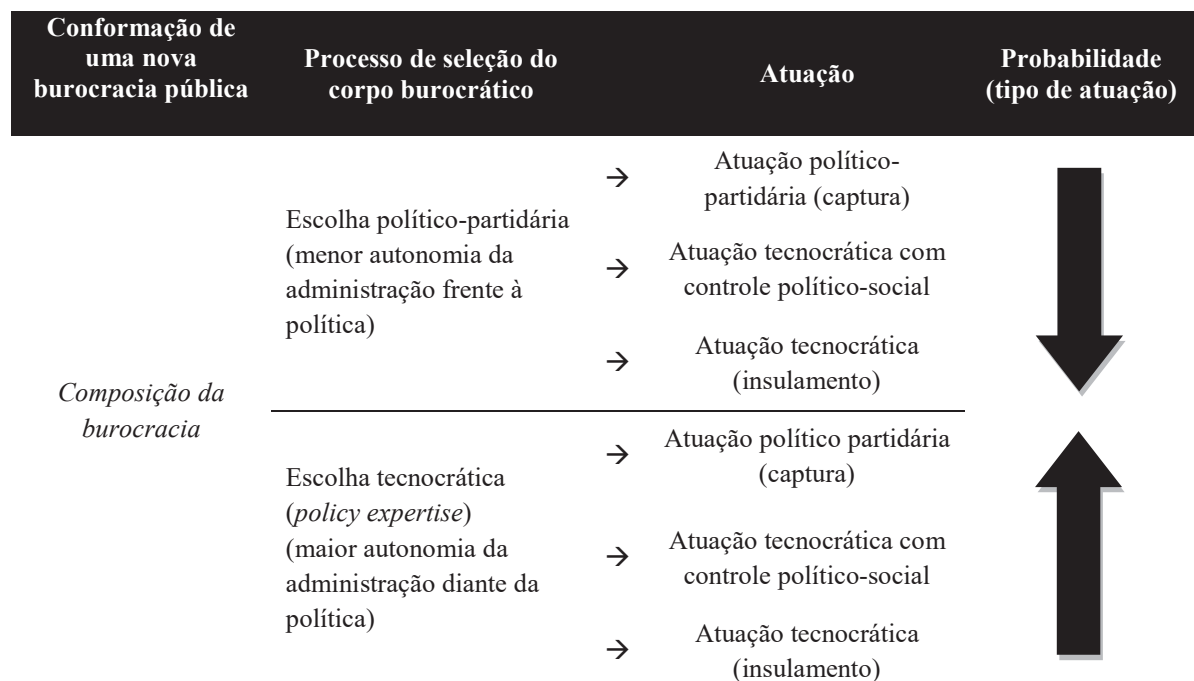 Conformação de
uma nova
burocracia pública
Processo de seleção do
corpo burocrático
Atuação
Probabilidade
(tipo de atuação)
Composição da
burocracia
Escolha político-partidária
(menor autonomia da
administração frente à
política)
→
Atuação político-
partidária (captura)
→
Atuação tecnocrática com
controle político-social
→
Atuação tecnocrática
(insulamento)
Escolha tecnocrática
(policy expertise)
(maior autonomia da
administração diante da
política)
→
Atuação político partidária
(captura)
→
Atuação tecnocrática com
controle político-social
→
Atuação tecnocrática
(insulamento)